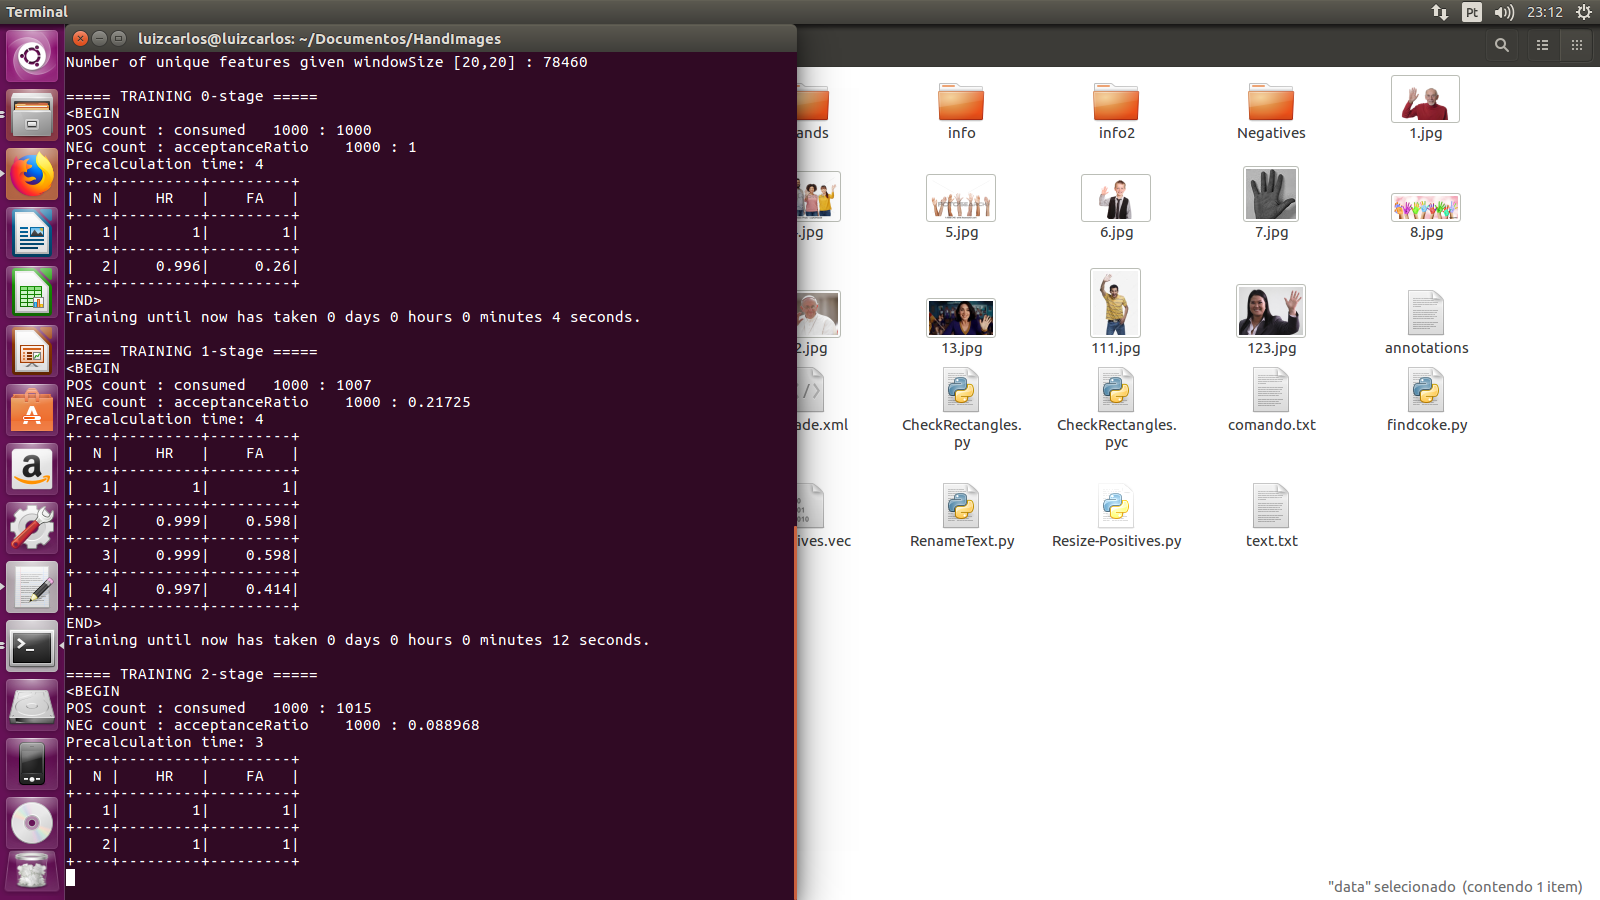 Terminal
Pt
23:12
luizcarlos@luizcarlos: ~/Documentos/HandImages
Number of unique features given windowSize [20,20] : 78460
===== TRAINING 0-stage =====
<BEGIN
POS count : consumed   1000 : 1000
NEG count : acceptanceRatio    1000 : 1
Precalculation time: 4
+----+---------+---------+
|  N |    HR   |    FA   |
+----+---------+---------+
|   1|        1|        1|
+----+---------+---------+
|   2|    0.996|     0.26|
+----+---------+---------+
END>
Training until now has taken 0 days 0 hours 0 minutes 4 seconds.
===== TRAINING 1-stage =====
<BEGIN
POS count : consumed   1000 : 1007
NEG count : acceptanceRatio    1000 : 0.21725
Precalculation time: 4
+----+---------+---------+
|  N |    HR   |    FA   |
+----+---------+---------+
|   1|        1|        1|
+----+---------+---------+
|   2|    0.999|    0.598|
+----+---------+---------+
|   3|    0.999|    0.598|
+----+---------+---------+
|   4|    0.997|    0.414|
+----+---------+---------+
END>
Training until now has taken 0 days 0 hours 0 minutes 12 seconds.
===== TRAINING 2-stage =====
<BEGIN
POS count : consumed   1000 : 1015
NEG count : acceptanceRatio    1000 : 0.088968
Precalculation time: 3
+----+---------+---------+
|  N |    HR   |    FA   |
+----+---------+---------+
|   1|        1|        1|
+----+---------+---------+
|   2|        1|        1|
+----+---------+---------+
ands
info
info2
Negatives
1.jpg
.jpg
5.jpg
6.jpg
7.jpg
8.jpg
2.jpg
13.jpg
111.jpg
123.jpg
annotations
ade.xml
CheckRectangles.
py
CheckRectangles.
pyc
comando.txt
findcoke.py
ives.vec
RenameText.py
Resize-Positives.py
text.txt
"data" selecionado (contendo 1 item)